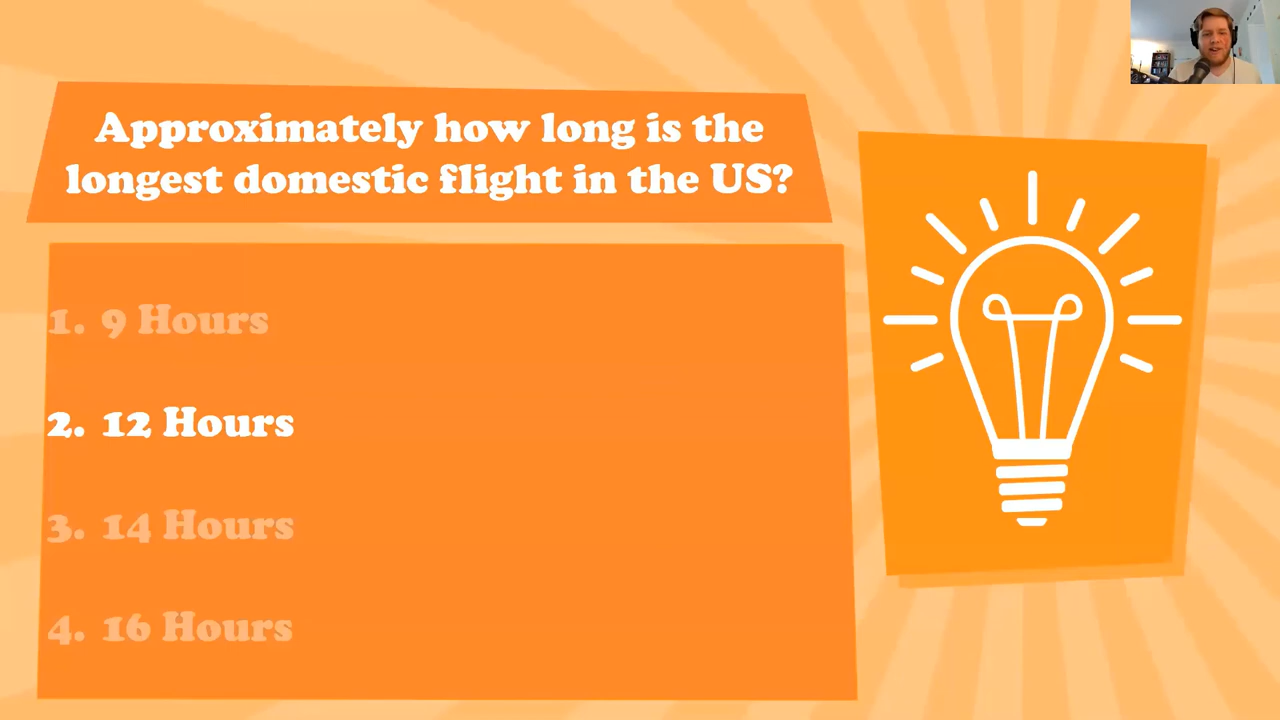 Approximately how long is the
longest domestic flight in the US?
1. 9 Hours
2. 12 Hours
3. 14 Hours
4. 16 Hours